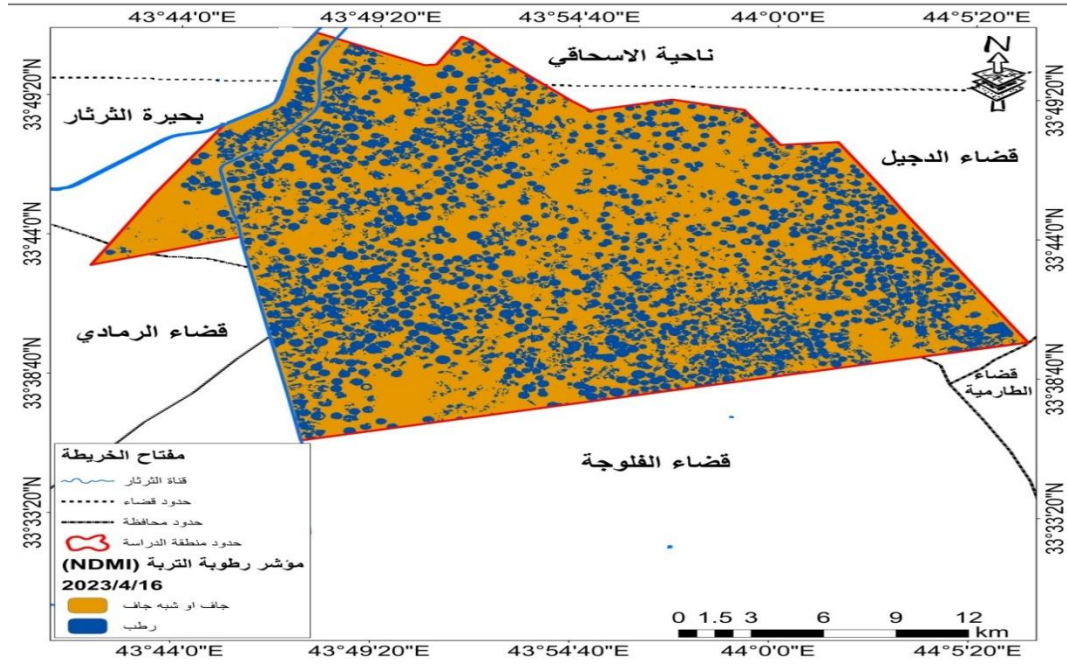 43°44'0"E 43°49'20"E 43°54'40"E 44°0'0"E 44°5'20"E
N
ناحية الاسحاقي
33°49'20"N
33°49'20"N
بحيرة الثرثار
قضاء الدجيل
33°44'0"N
33°44'0"N
قضاء الرمادي
33°38'40"N
33°38'40"N
قضاء
الطارمية
قضاء الفلوجة
33°33'20"N
33°33'20"N
مفتاح الخريطة
قناة الثرثار
حدود قضاء
حدود محافظة
حدود منطقة الدراسة
مؤشر رطوبة التربة (NDMI)
2023/4/16
جاف او شبه جاف
رطب
0 1.5 3 6 9 12
km
43°44'0"E 43°49'20"E 43°54'40"E 44°0'0"E 44°5'20"E